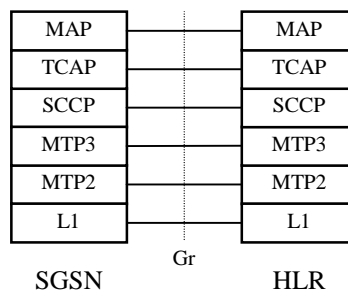 MAP MAP
TCAP TCAP
SCCP SCCP
MTP3 MTP3
MTP2 MTP2
L1 L1
Gr
SGSN HLR